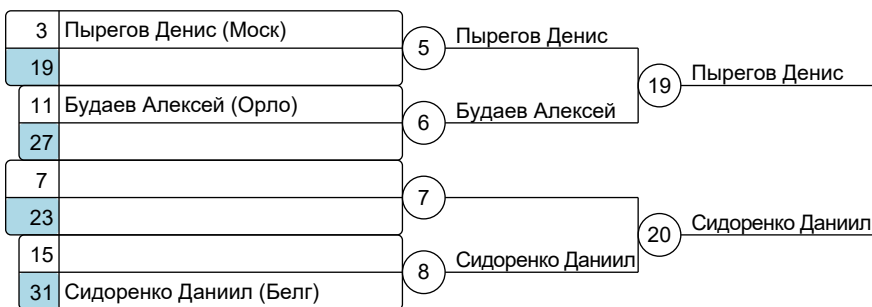 3 Пырегов Денис (Моск)
19
5 Пырегов Денис
11 Будаев Алексей (Орло)
27
6 Будаев Алексей
19 Пырегов Денис
7
23
7
15
31 Сидоренко Даниил (Белг)
8 Сидоренко Даниил
20 Сидоренко Даниил